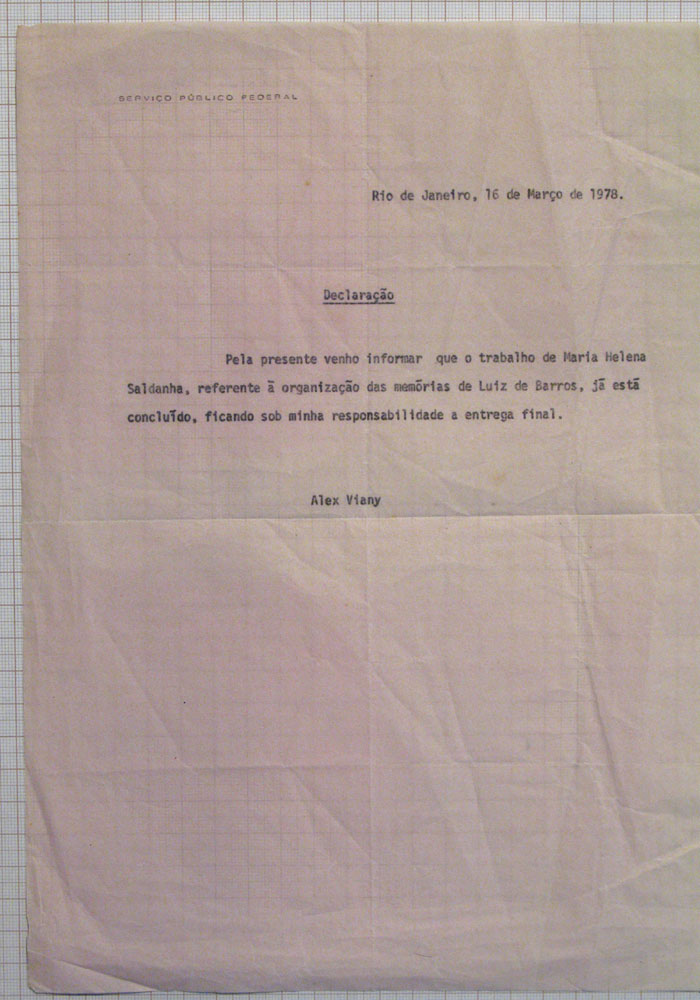 SERVIÇO PÚBLICO FEDERAL
Rio de Janeiro, 16 de Março de 1978.
Declaração
Pela presente venho informar que o trabalho de Maria Helena
Saldanha, referente à organização das memórias de Luiz de Barros, já está
concluído, ficando sob minha responsabilidade a entrega final.
Alex Viany